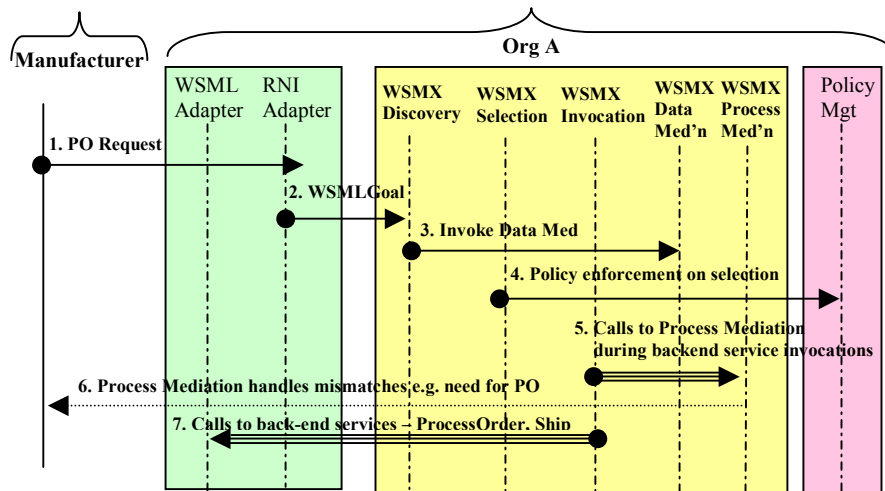 Manufacturer
Org A
WSML
Adapter
RNI
Adapter
WSMX
Discovery
WSMX
Selection
WSMX
Invocation
WSMX
Data
Med'n
WSMX
Process
Med'n
Policy
Mgt
1. PO Request
2. WSMLGoal
3. Invoke Data Med
4. Policy enforcement on selection
5. Calls to Process Mediation
during backend service invocations
6. Process Mediation handles mismatches e.g. need for PO
7. Calls to back-end services – ProcessOrder, Ship